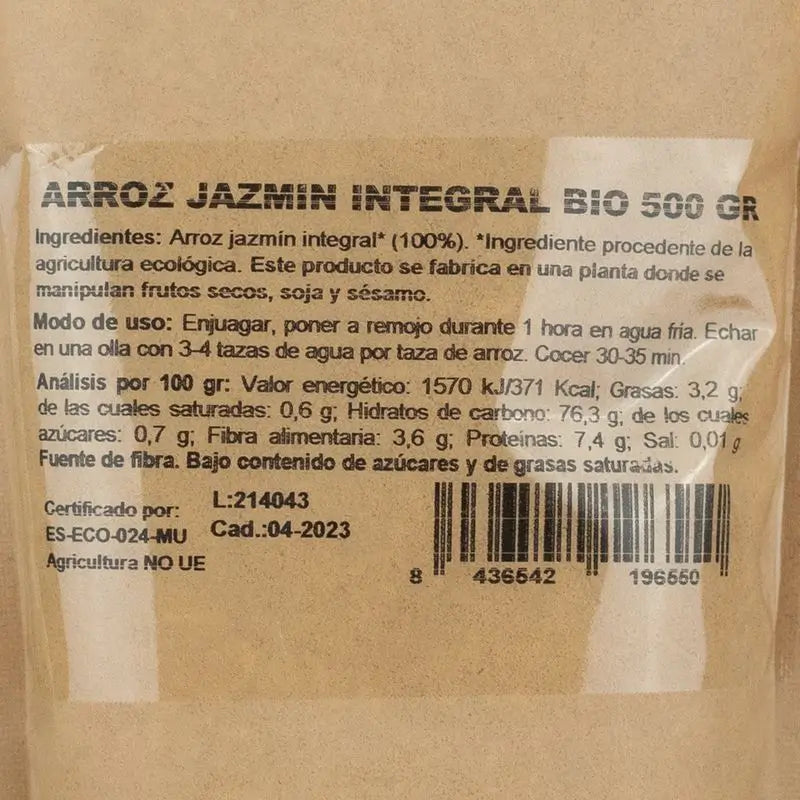 ARROZ JAZMIN INTEGRAL BIO 500 GR
Ingredientes: Arroz jazmín integral* (100%). *Ingrediente procedente de la
agricultura ecológica. Este producto se fabrica en una planta donde se
manipulan frutos secos, soja y sésamo.
Modo de uso: Enjuagar, poner a remojo durante 1 hora en agua fría. Echar
en una olla con 3-4 tazas de agua por taza de arroz. Cocer 30-35 min.
Análisis por 100 gr: Valor energético: 1570 kJ/371 Kcal; Grasas: 3,2 g;
de las cuales saturadas: 0,6 g; Hidratos de carbono: 76,3 g; de los cuales
azúcares: 0,7 g; Fibra alimentaria: 3,6 g; Proteínas: 7,4 g; Sal: 0,01 g
Fuente de fibra. Bajo contenido de azúcares y de grasas saturadas.
Certificado por: L:214043
ES-ECO-024-MU Cad.:04-2023
Agricultura NO UE
8 436542 196550